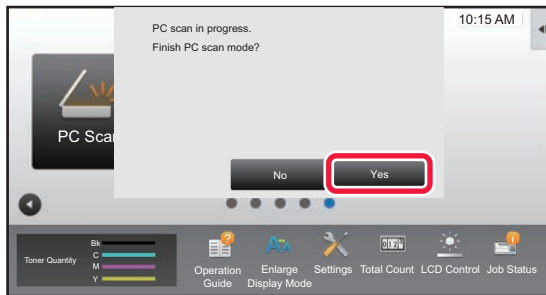 PC scan in progress.
10:15 AM
Finish PC scan mode?
PC Sca
No
Yes
Toner Quantity
Bk
C
M
Y
Operation
Guide
Enlarge
Display Mode
Settings
Total Count
LCD Control
Job Status